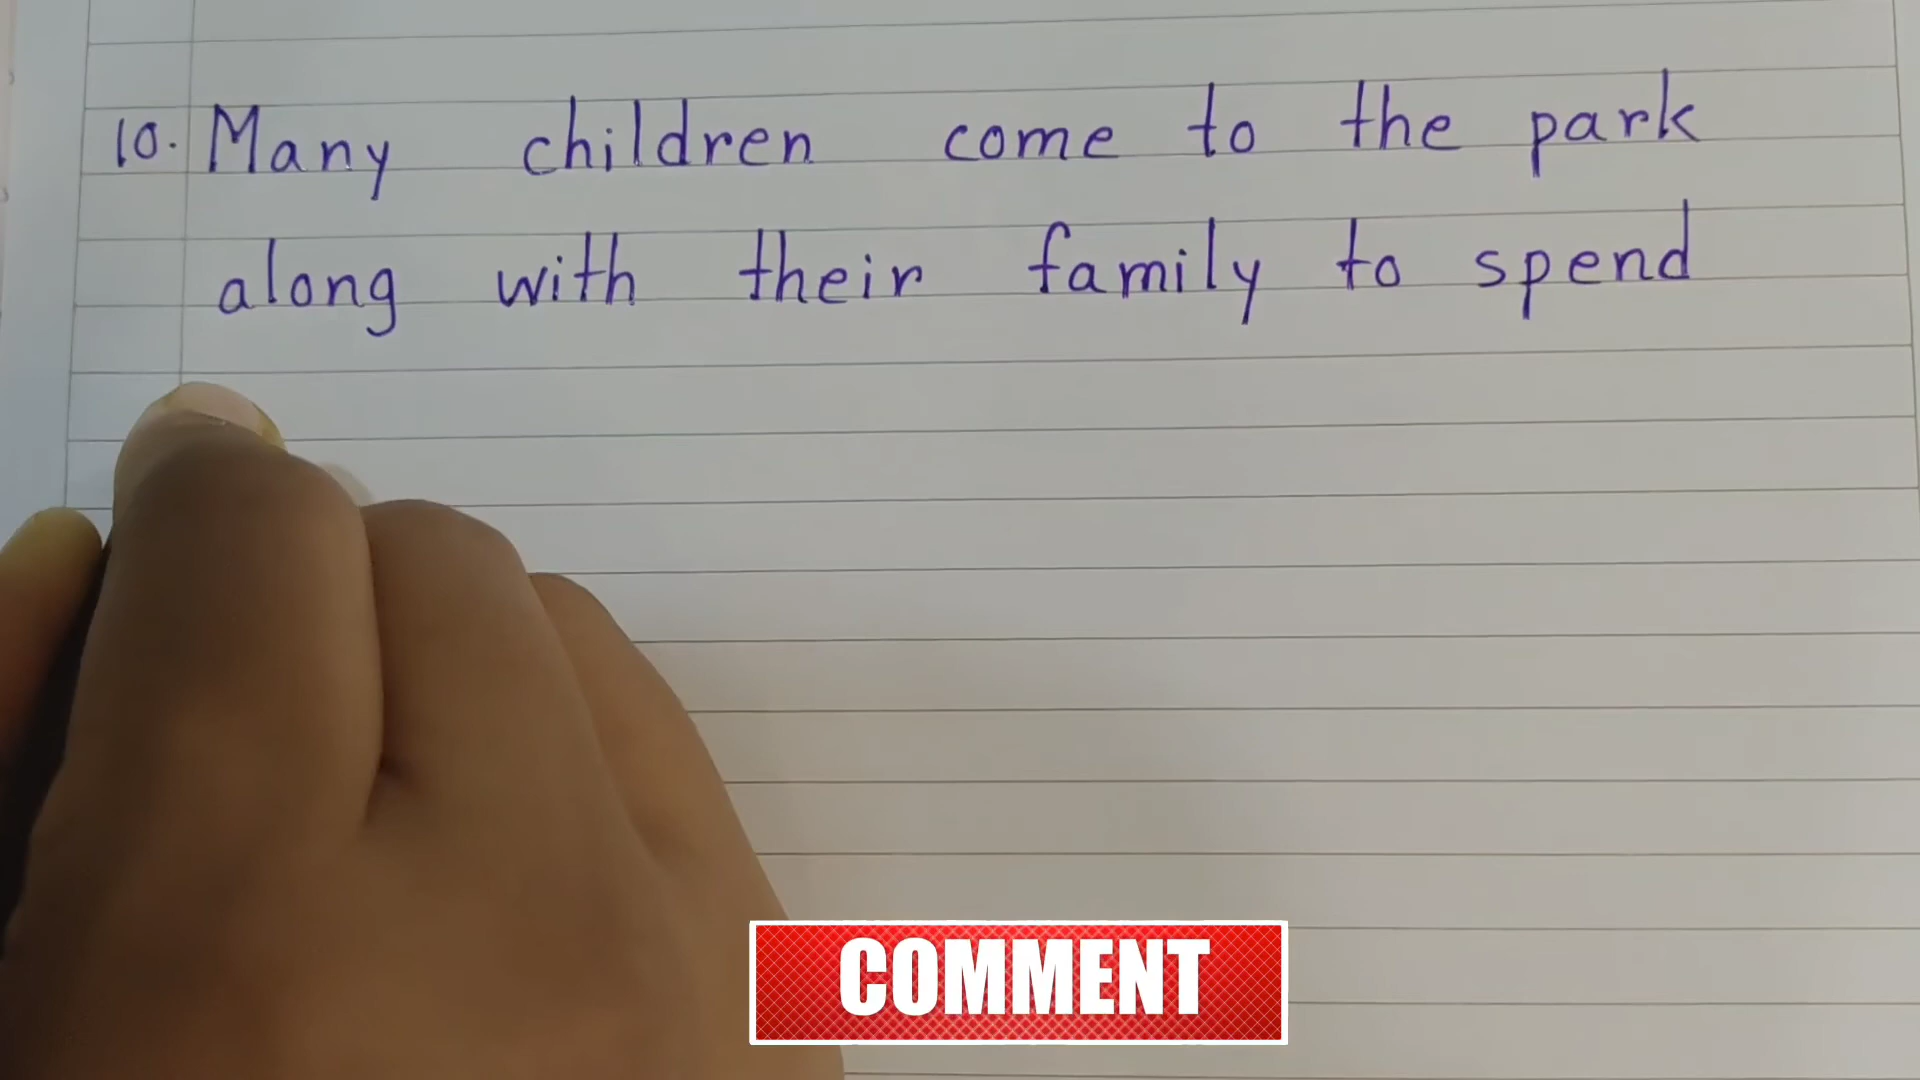 10. Many children come to the park
along with their family to spend
COMMENT